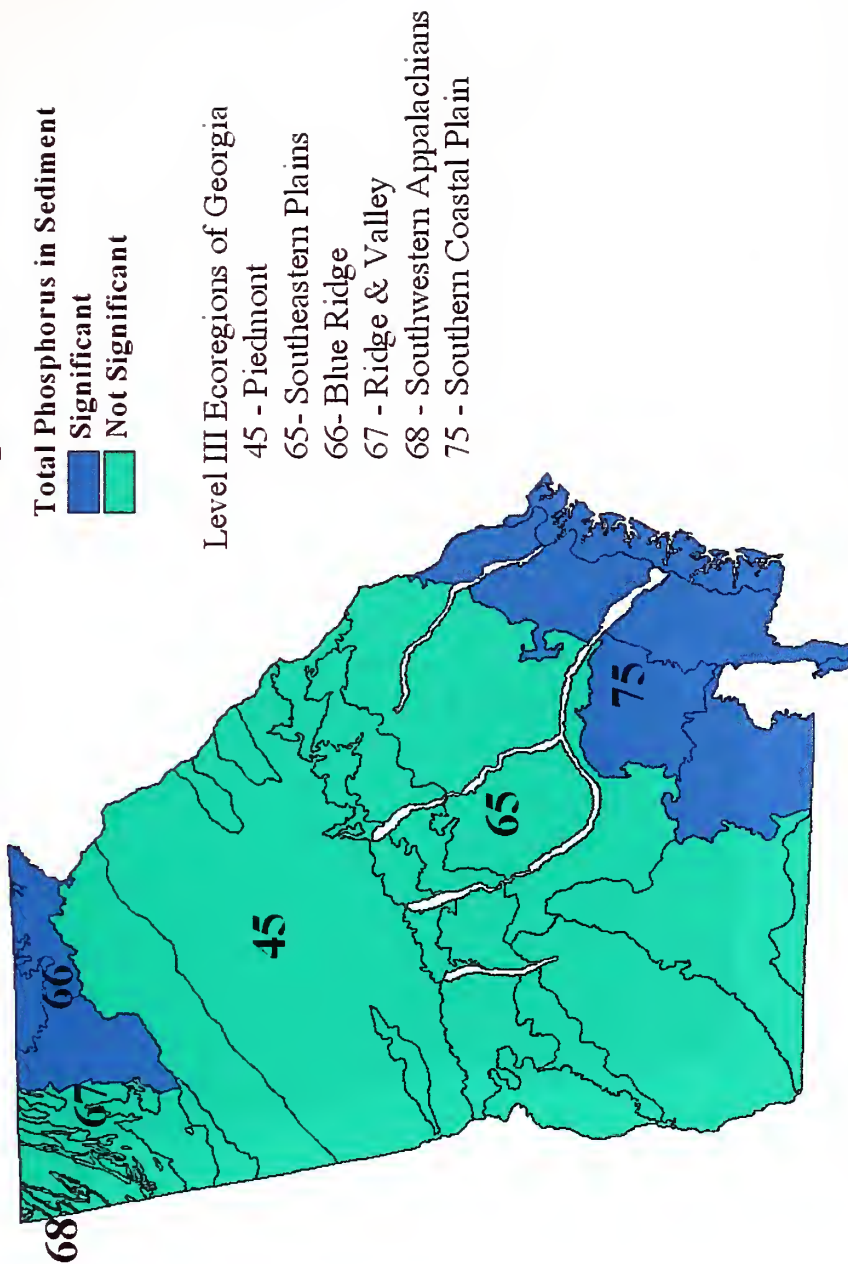 Total Phosphorus in Sediment
Significant
Not Significant
Level III Ecoregions of Georgia
45 - Piedmont
65- Southeastern Plains
66- Blue Ridge
67 - Ridge & Valley
68 - Southwestern Appalachians
75 - Southern Coastal Plain
68
67
66
45
65
75